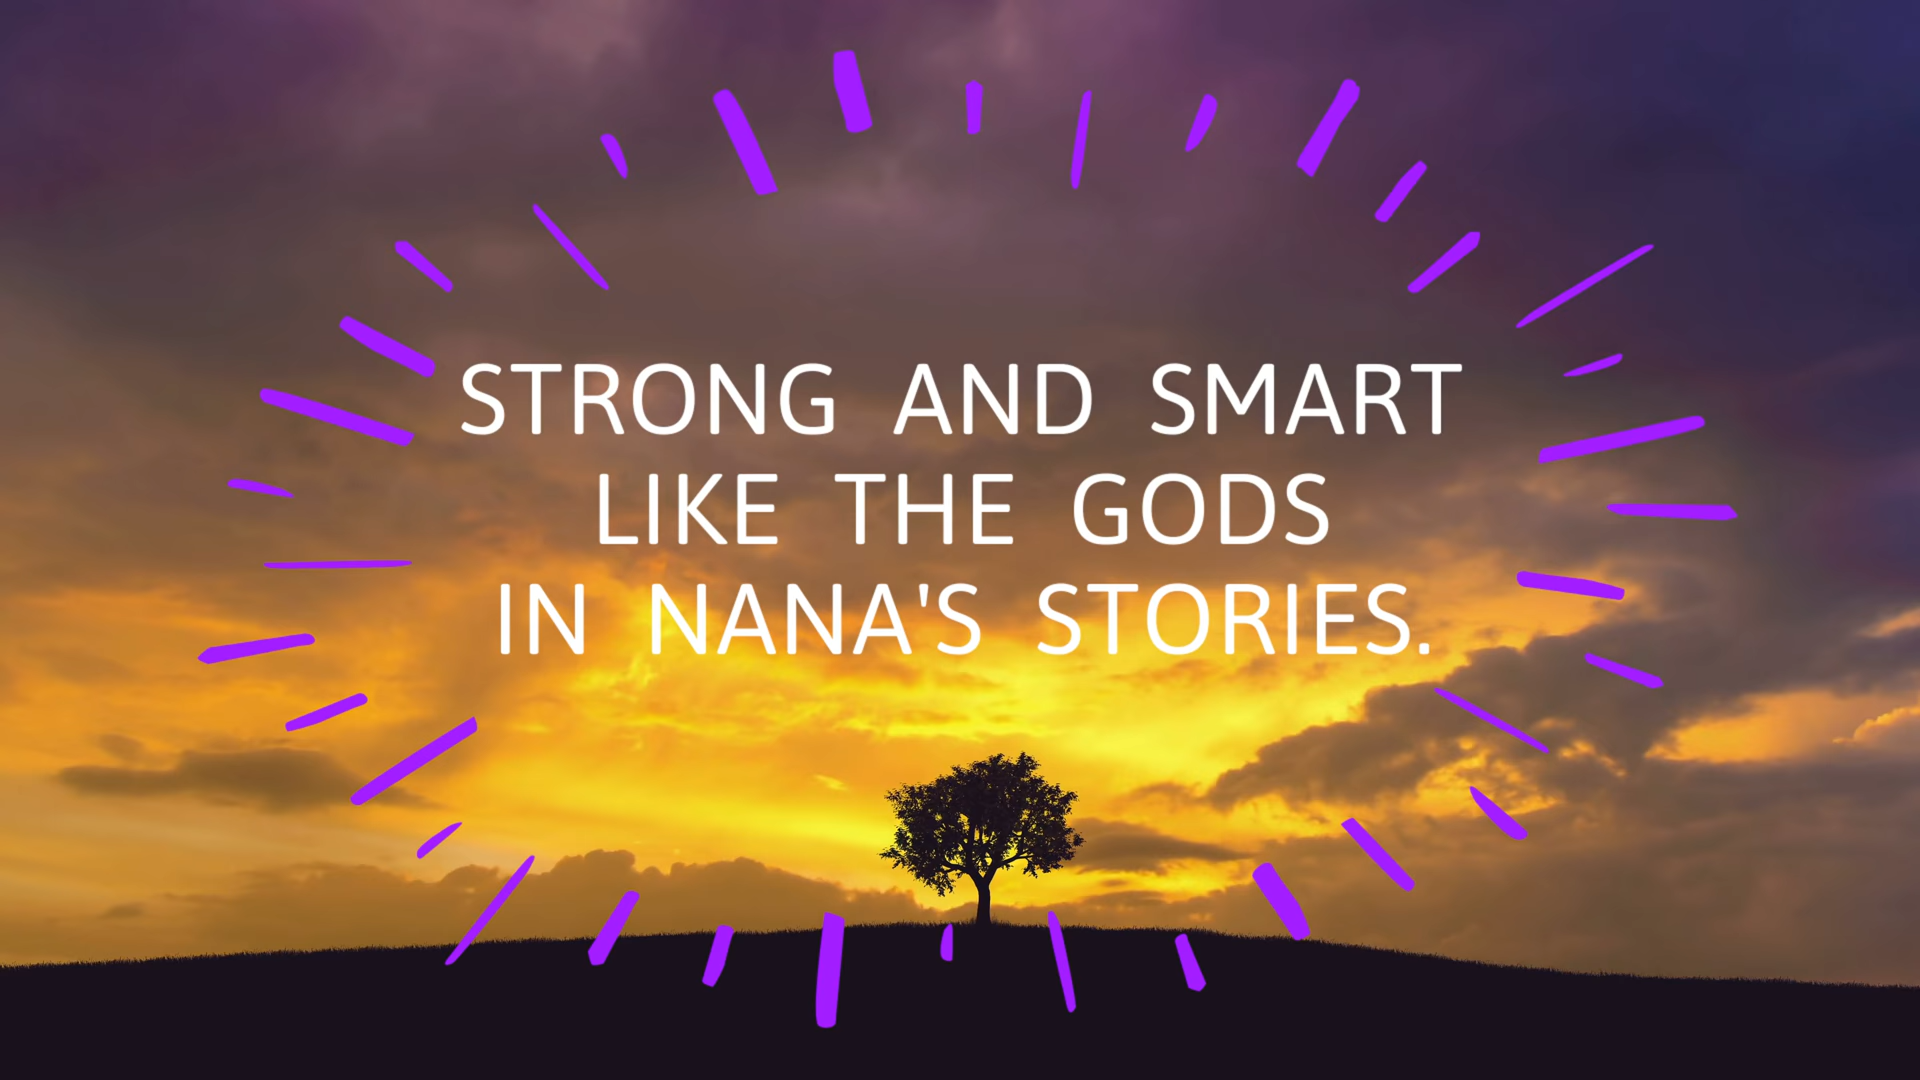 STRONG AND SMART
LIKE THE GODS
IN NANA'S STORIES.